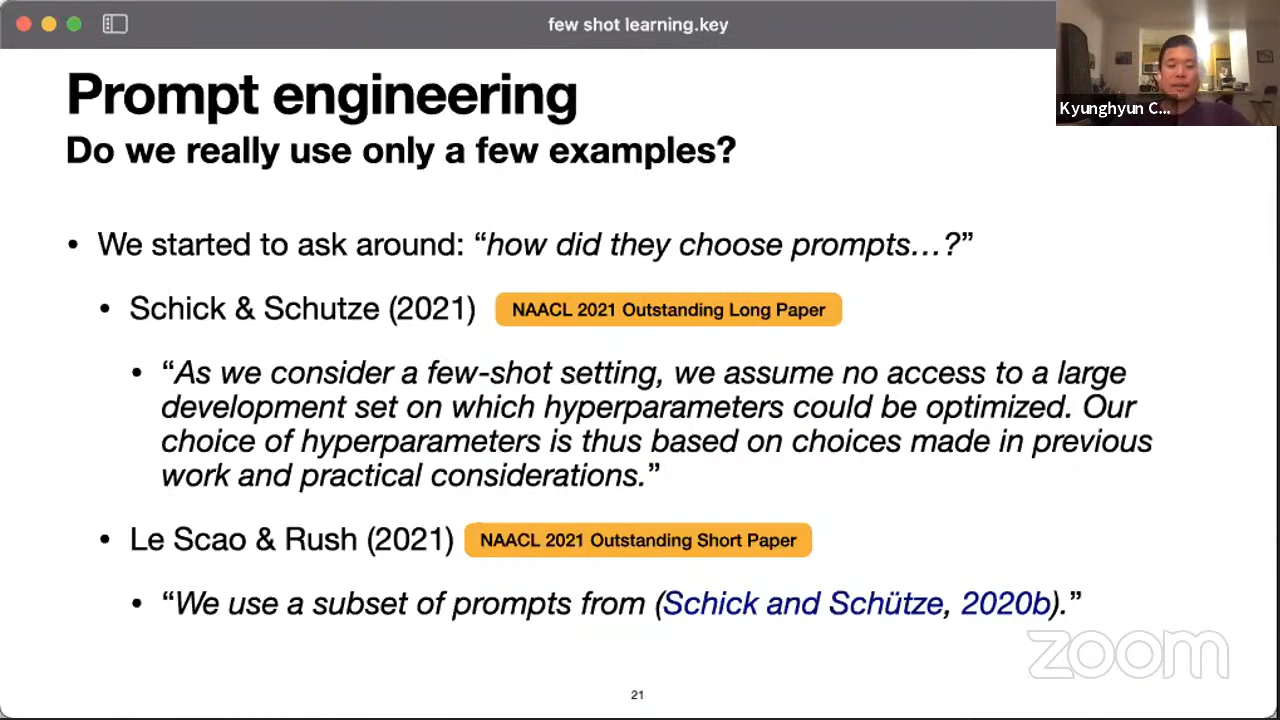 few shot learning.key
Kyunghyun C...
Prompt engineering
Do we really use only a few examples?
• We started to ask around: “how did they choose prompts…?”
• Schick & Schutze (2021) NAACL 2021 Outstanding Long Paper
• “As we consider a few-shot setting, we assume no access to a large
development set on which hyperparameters could be optimized. Our
choice of hyperparameters is thus based on choices made in previous
work and practical considerations.”
• Le Scao & Rush (2021) NAACL 2021 Outstanding Short Paper
• “We use a subset of prompts from (Schick and Schütze, 2020b).”
zoom
21